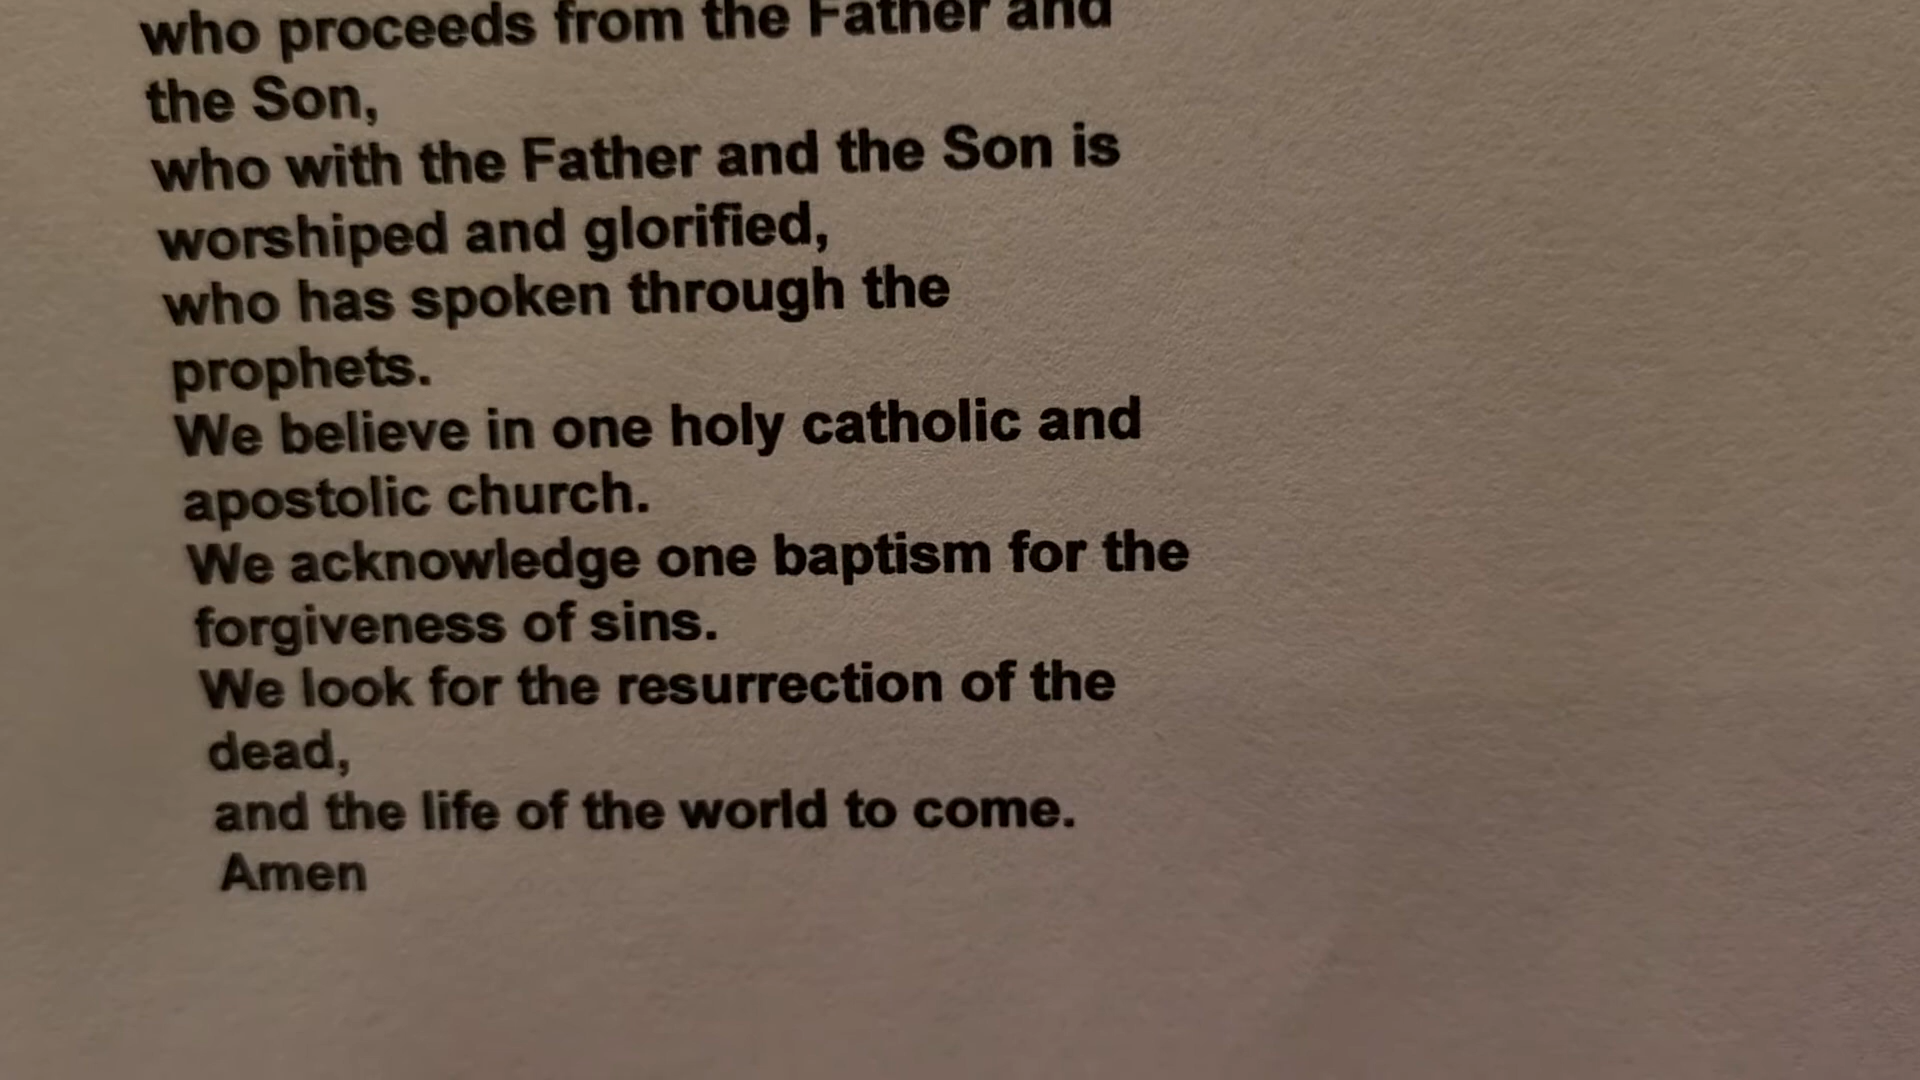 who proceeds from the Father and
the Son,
who with the Father and the Son is
worshiped and glorified,
who has spoken through the
prophets.
We believe in one holy catholic and
apostolic church.
We acknowledge one baptism for the
forgiveness of sins.
We look for the resurrection of the
dead,
and the life of the world to come.
Amen